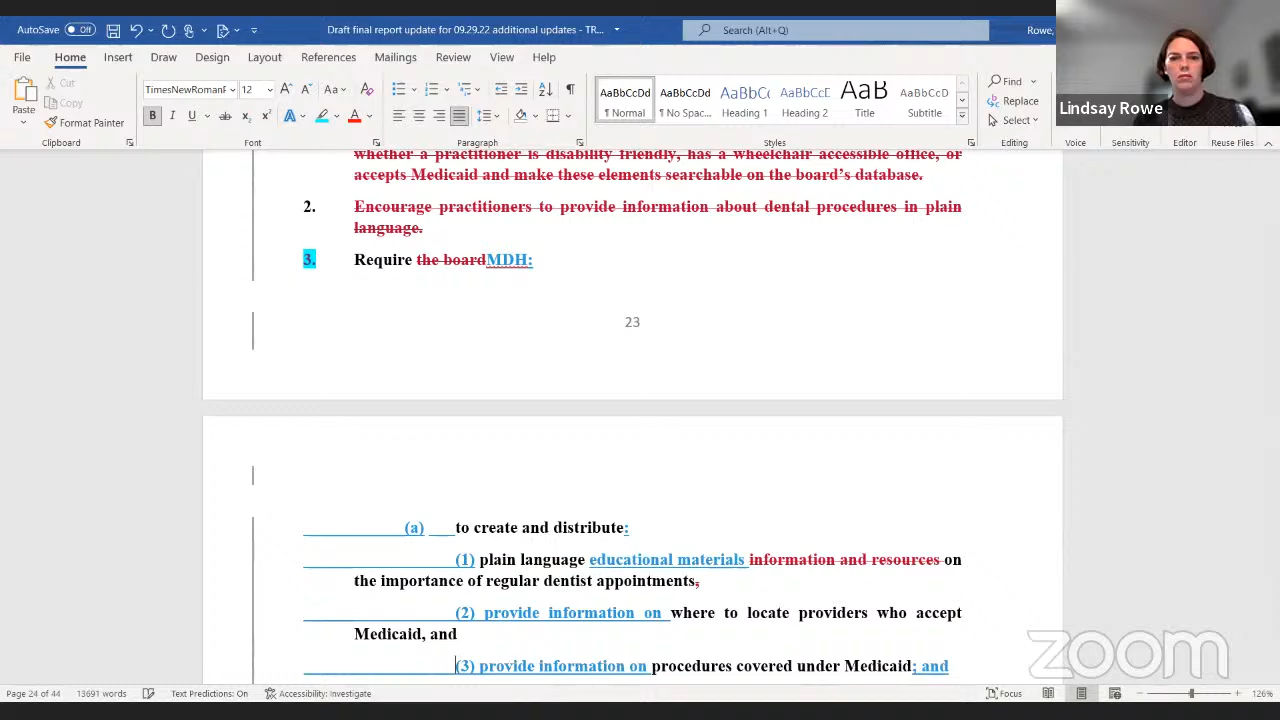 AutoSave Off Draft final report update for 09.29.22 additional updates - TR... Search (Alt+Q) Rowe,
File Home Insert Draw Design Layout References Mailings Review View Help
Lindsay Rowe
Paste Cut Copy Format Painter
TimesNewRomanF 12
AaBbCcDd AaBbCcDd AaBbCc AaBbCcD AaB AaBbCcD
¶ Normal ¶ No Spac... Heading 1 Heading 2 Title Subtitle
Find Replace Select
Clipboard Font Paragraph Styles Editing Voice Sensitivity Editor Reuse Files
whether a practitioner is disability friendly, has a wheelchair accessible office, or
accepts Medicaid and make these elements searchable on the board's database.
2. Encourage practitioners to provide information about dental procedures in plain
language.
3. Require the boardMDH:
23
(a) to create and distribute:
(1) plain language educational materials information and resources on
the importance of regular dentist appointments,
(2) provide information on where to locate providers who accept
Medicaid, and
(3) provide information on procedures covered under Medicaid; and
zoom
Page 24 of 44 13691 words Text Predictions: On Accessibility: Investigate Focus 126%